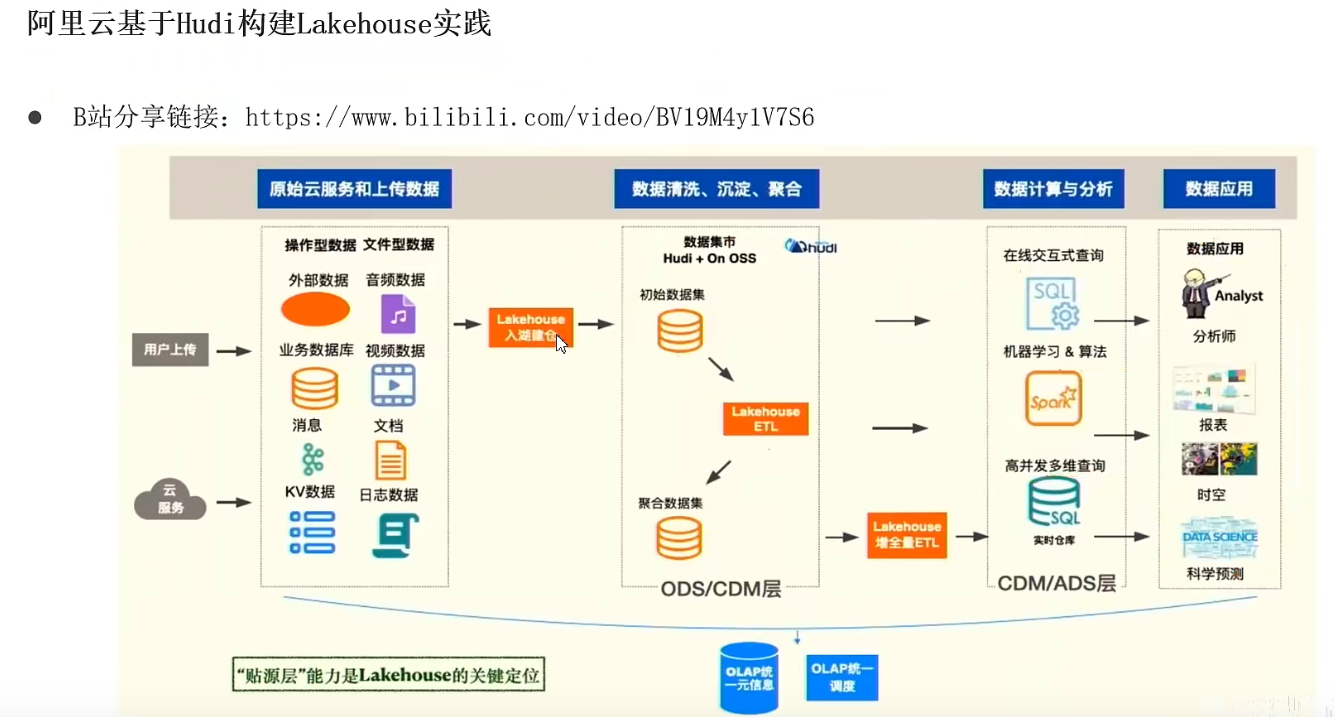 阿里云基于Hudi构建Lakehouse实践
● B站分享链接：https://www.bilibili.com/video/BV19M4y1V7S6
原始云服务和上传数据
数据清洗、沉淀、聚合
数据计算与分析
数据应用
操作型数据 文件型数据
外部数据 音频数据
业务数据库 视频数据
消息 文档
KV数据 日志数据
用户上传
云
服务
Lakehouse
入湖建仓
数据集市
Hudi + On OSS
hudi
初始数据集
Lakehouse
ETL
聚合数据集
ODS/CDM层
Lakehouse
增全量ETL
在线交互式查询
SQL
机器学习 & 算法
Spark
高并发多维查询
SQL
实时仓库
CDM/ADS层
数据应用
Analyst
分析师
报表
时空
DATA SCIENCE
科学预测
“贴源层”能力是Lakehouse的关键定位
OLAP统
一元信息
OLAP统一
调度